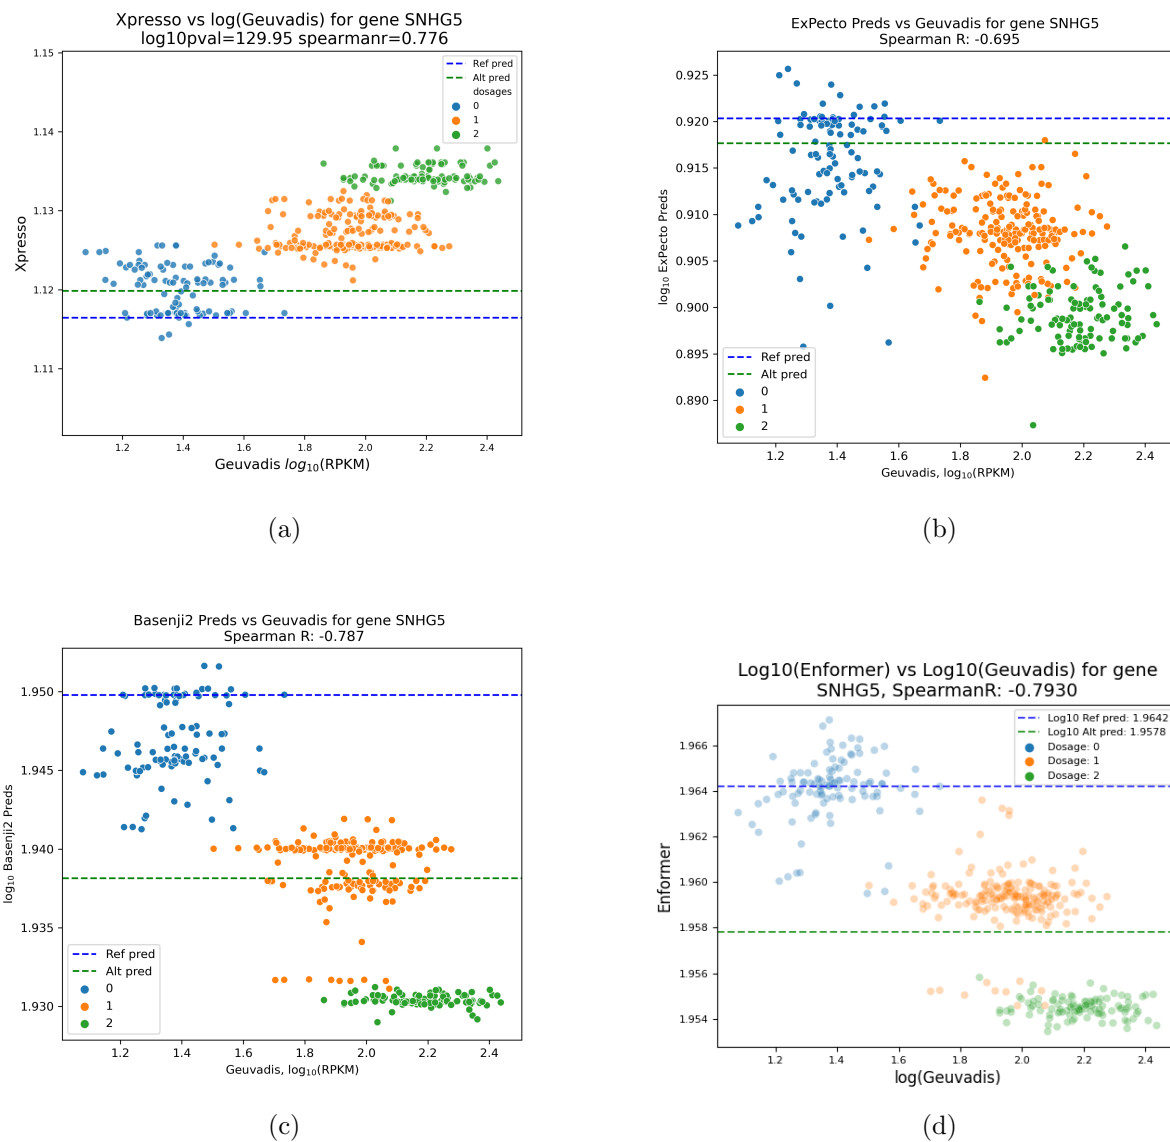 Xpresso vs log(Geuvadis) for gene SNHG5
log10pval=129.95 spearmanr=0.776
1.15
1.14
1.13
1.12
1.11
Xpresso
Ref pred
Alt pred
dosages
0
1
2
1.2
1.4
1.6
1.8
2.0
2.2
2.4
Geuvadis log10(RPKM)
(a)
ExPecto Preds vs Geuvadis for gene SNHG5
Spearman R: -0.695
0.925
0.920
0.915
0.910
0.905
0.900
0.895
0.890
log10 ExPecto Preds
Ref pred
Alt pred
0
1
2
1.2
1.4
1.6
1.8
2.0
2.2
2.4
Geuvadis, log10(RPKM)
(b)
Basenji2 Preds vs Geuvadis for gene SNHG5
Spearman R: -0.787
1.950
1.945
1.940
1.935
1.930
log10 Basenji2 Preds
Ref pred
Alt pred
0
1
2
1.2
1.4
1.6
1.8
2.0
2.2
2.4
Geuvadis, log10(RPKM)
(c)
Log10(Enformer) vs Log10(Geuvadis) for gene
SNHG5, SpearmanR: -0.7930
1.966
1.964
1.962
1.960
1.958
1.956
1.954
Enformer
Log10 Ref pred: 1.9642
Log10 Alt pred: 1.9578
Dosage: 0
Dosage: 1
Dosage: 2
1.2
1.4
1.6
1.8
2.0
2.2
2.4
log(Geuvadis)
(d)